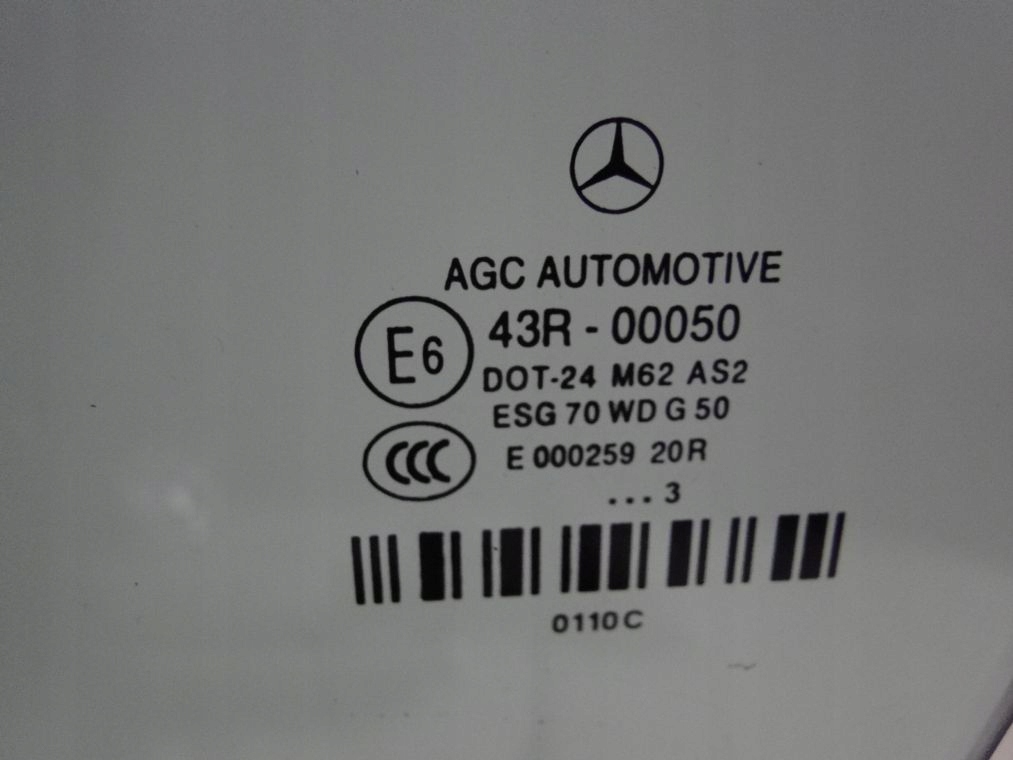 AGC AUTOMOTIVE
E6
43R - 00050
DOT-24 M62 AS2
ESG 70 WD G 50
CCC
E 000259 20R
...3
0110C